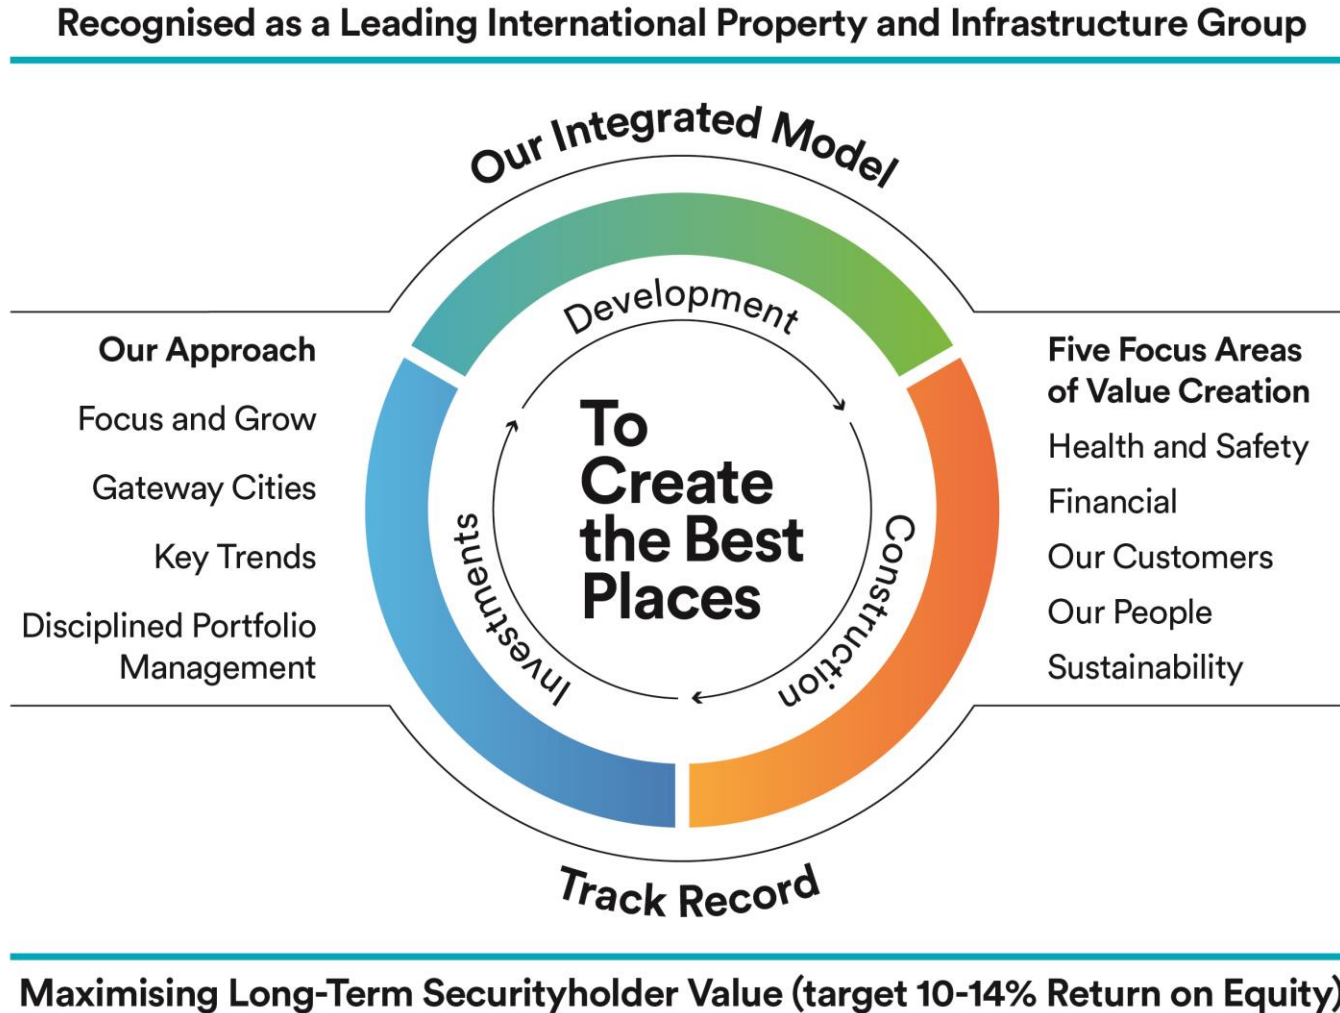 Recognised as a Leading International Property and Infrastructure Group
Our Integrated Model
Our Approach
Focus and Grow
Gateway Cities
Key Trends
Disciplined Portfolio
Management
Development
Construction
Investments
To
Create
the Best
Places
Five Focus Areas
of Value Creation
Health and Safety
Financial
Our Customers
Our People
Sustainability
Track Record
Maximising Long-Term Securityholder Value (target 10-14% Return on Equity)